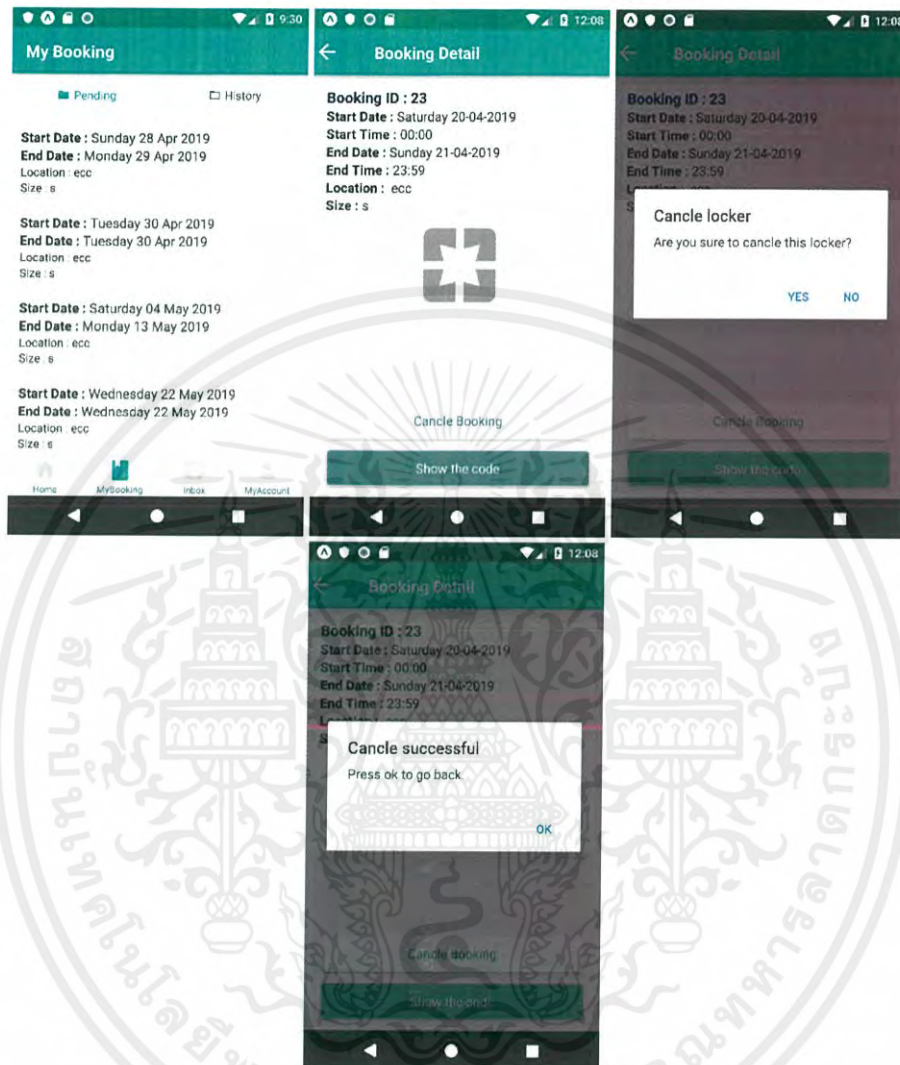 9:30
My Booking
Pending
History
Start Date : Sunday 28 Apr 2019
End Date : Monday 29 Apr 2019
Location : ecc
Size : s
Start Date : Tuesday 30 Apr 2019
End Date : Tuesday 30 Apr 2019
Location : ecc
Size : s
Start Date : Saturday 04 May 2019
End Date : Monday 13 May 2019
Location : ecc
Size : s
Start Date : Wednesday 22 May 2019
End Date : Wednesday 22 May 2019
Location : ecc
Size : s
Home
MyBooking
Inbox
MyAccount
12:08
Booking Detail
Booking ID : 23
Start Date : Saturday 20-04-2019
Start Time : 00:00
End Date : Sunday 21-04-2019
End Time : 23:59
Location : ecc
Size : s
Cancle Booking
Show the code
12:08
Booking Detail
Booking ID : 23
Start Date : Saturday 20-04-2019
Start Time : 00:00
End Date : Sunday 21-04-2019
End Time : 23:59
Cancle locker
Are you sure to cancle this locker?
YES NO
Cancle Booking
Show the code
12:08
Booking Detail
Booking ID : 23
Start Date : Saturday 20-04-2019
Start Time : 00:00
End Date : Sunday 21-04-2019
End Time : 23:59
Cancle successful
Press ok to go back.
OK
Cancle Booking
Show the code